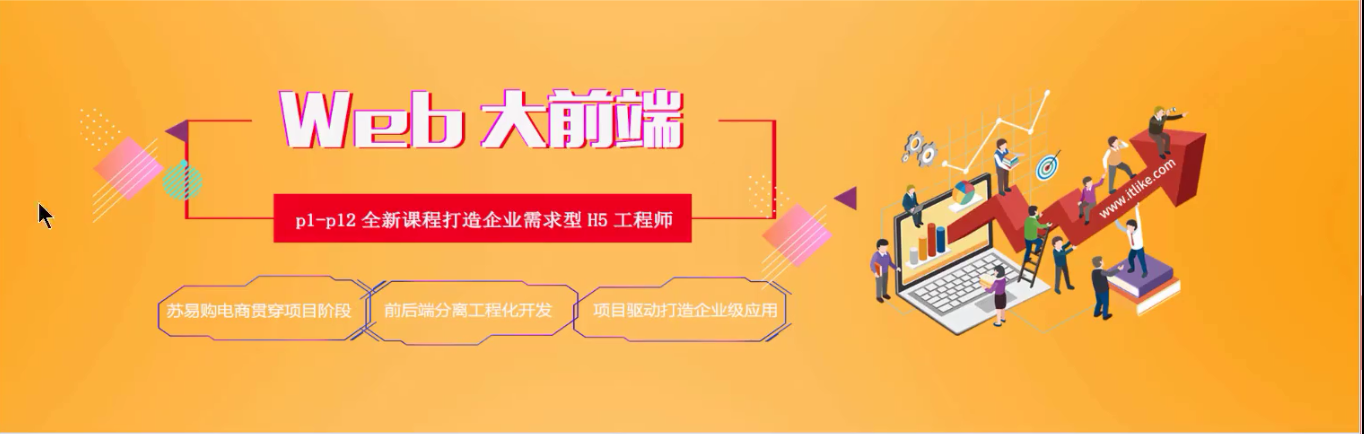 Web 大前端
p1-p12 全新课程打造企业需求型 H5 工程师
苏易购电商贯穿项目阶段
前后端分离工程化开发
项目驱动打造企业级应用
www.itlike.com